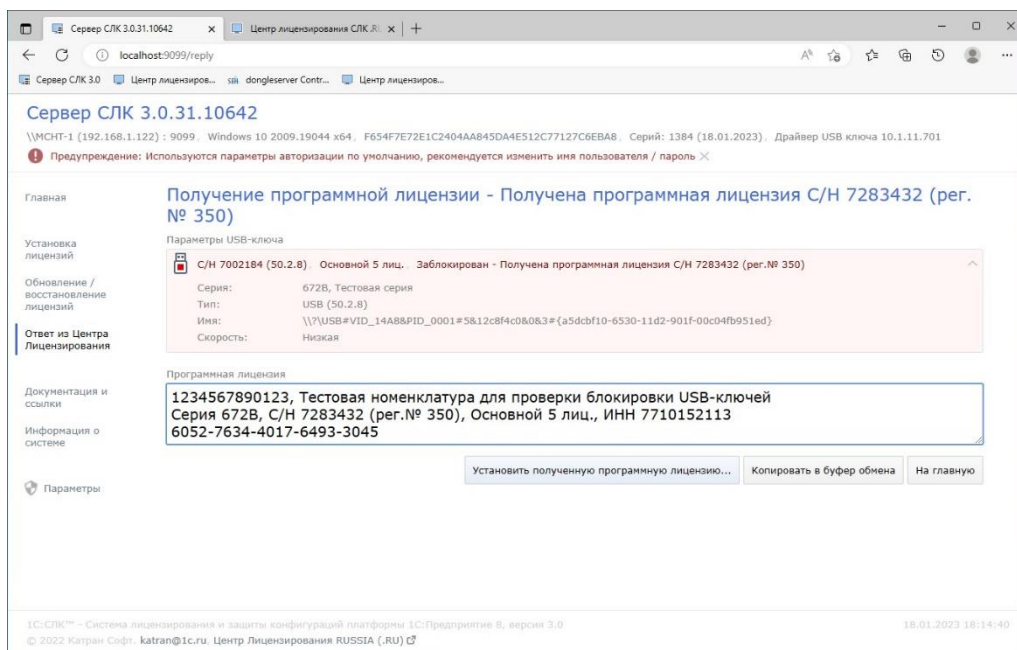 Сервер СЛК 3.0.31.10642
Центр лицензирования СЛК .RU
localhost:9099/reply
Сервер СЛК 3.0 Центр лицензиров... silex dongleserver Contr... Центр лицензиров...
Сервер СЛК 3.0.31.10642
\\MCHT-1 (192.168.1.122) : 9099, Windows 10 2009.19044 x64, F654F7E72E1C2404AA845DA4E512C77127C6EBA8, Серий: 1384 (18.01.2023), Драйвер USB ключа 10.1.11.701
Предупреждение: Используются параметры авторизации по умолчанию, рекомендуется изменить имя пользователя / пароль
Главная
Установка
лицензий
Обновление /
восстановление
лицензий
Ответ из Центра
Лицензирования
Документация и
ссылки
Информация о
системе
Параметры
Получение программной лицензии - Получена программная лицензия С/Н 7283432 (рег.
№ 350)
Параметры USB-ключа
С/Н 7002184 (50.2.8), Основной 5 лиц., Заблокирован - Получена программная лицензия С/Н 7283432 (рег.№ 350)
Серия: 672B, Тестовая серия
Тип: USB (50.2.8)
Имя: \\?\USB#VID_14A8&PID_0001#5&12c8f4c0&0&3#{a5dcbf10-6530-11d2-901f-00c04fb951ed}
Скорость: Низкая
Программная лицензия
1234567890123, Тестовая номенклатура для проверки блокировки USB-ключей
Серия 672B, С/Н 7283432 (рег.№ 350), Основной 5 лиц., ИНН 7710152113
6052-7634-4017-6493-3045
Установить полученную программную лицензию... Копировать в буфер обмена На главную
1С:СЛК™ – Система лицензирования и защиты конфигураций платформы 1С:Предприятие 8, версия 3.0
18.01.2023 18:14:40
© 2022 Катран Софт, katran@1c.ru, Центр Лицензирования RUSSIA (.RU)